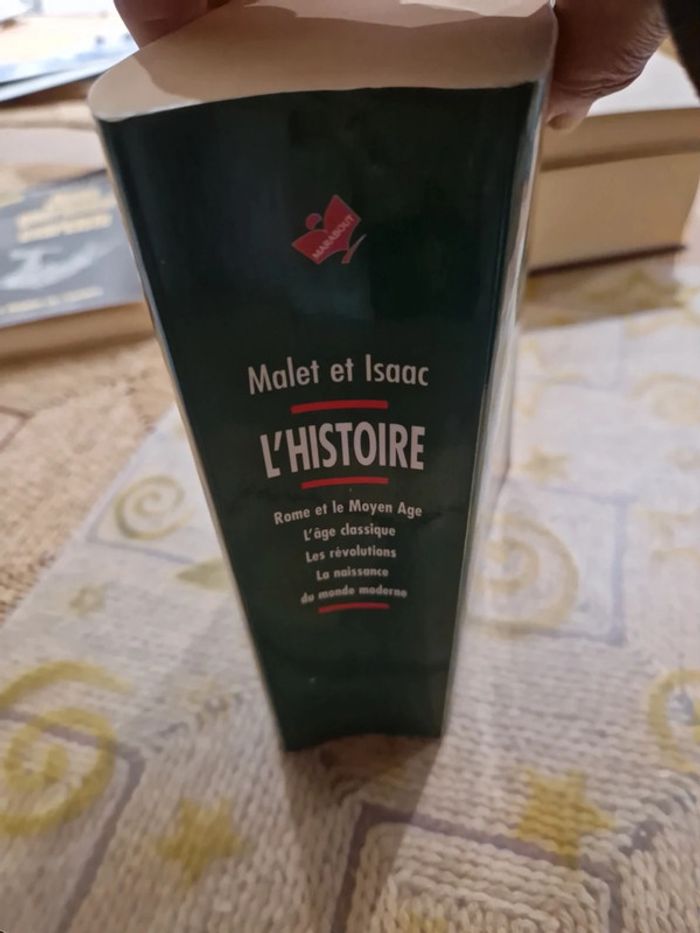 MARABOUT
Malet et Isaac
L'HISTOIRE
Rome et le Moyen Age
L'âge classique
Les révolutions
La naissance
du monde moderne